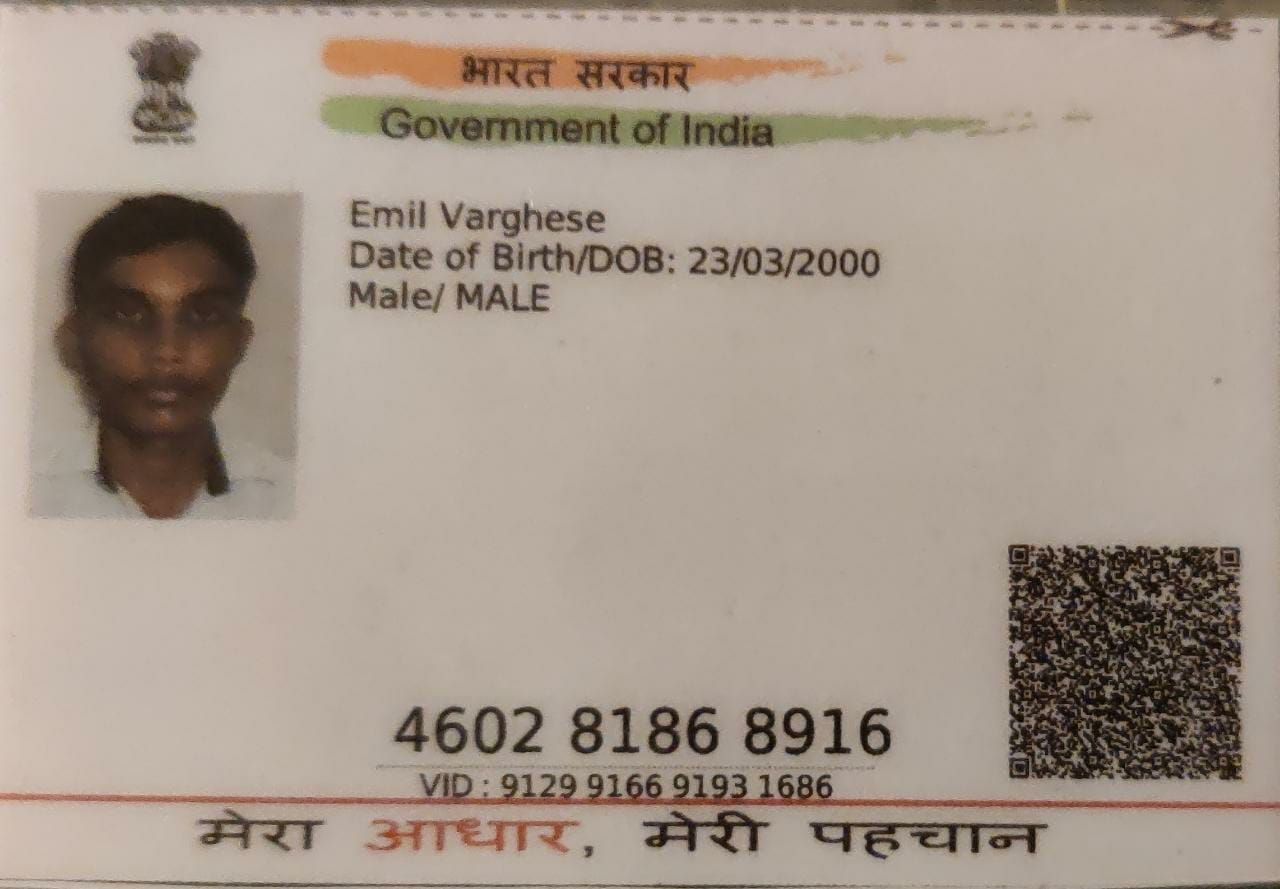 भारत सरकार
Government of India
Emil Varghese
Date of Birth/DOB: 23/03/2000
Male/ MALE
4602 8186 8916
VID : 9129 9166 9193 1686
मेरा आधार, मेरी पहचान